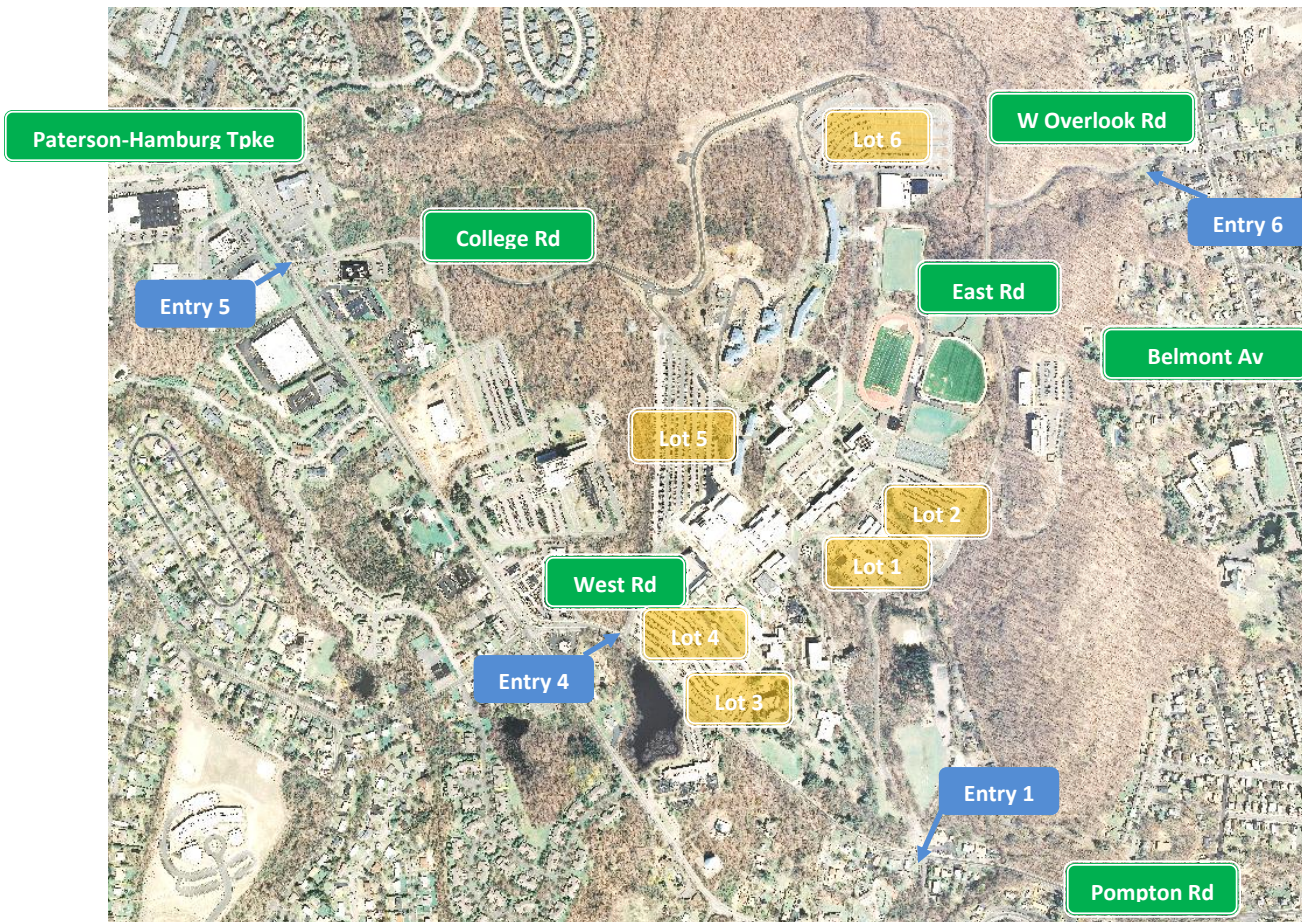 W Overlook Rd
Paterson-Hamburg Tpke
Lot 6
Entry 6
College Rd
East Rd
Entry 5
Belmont Av
Lot 5
Lot 2
Lot 1
West Rd
Lot 4
Entry 4
Lot 3
Entry 1
Pompton Rd